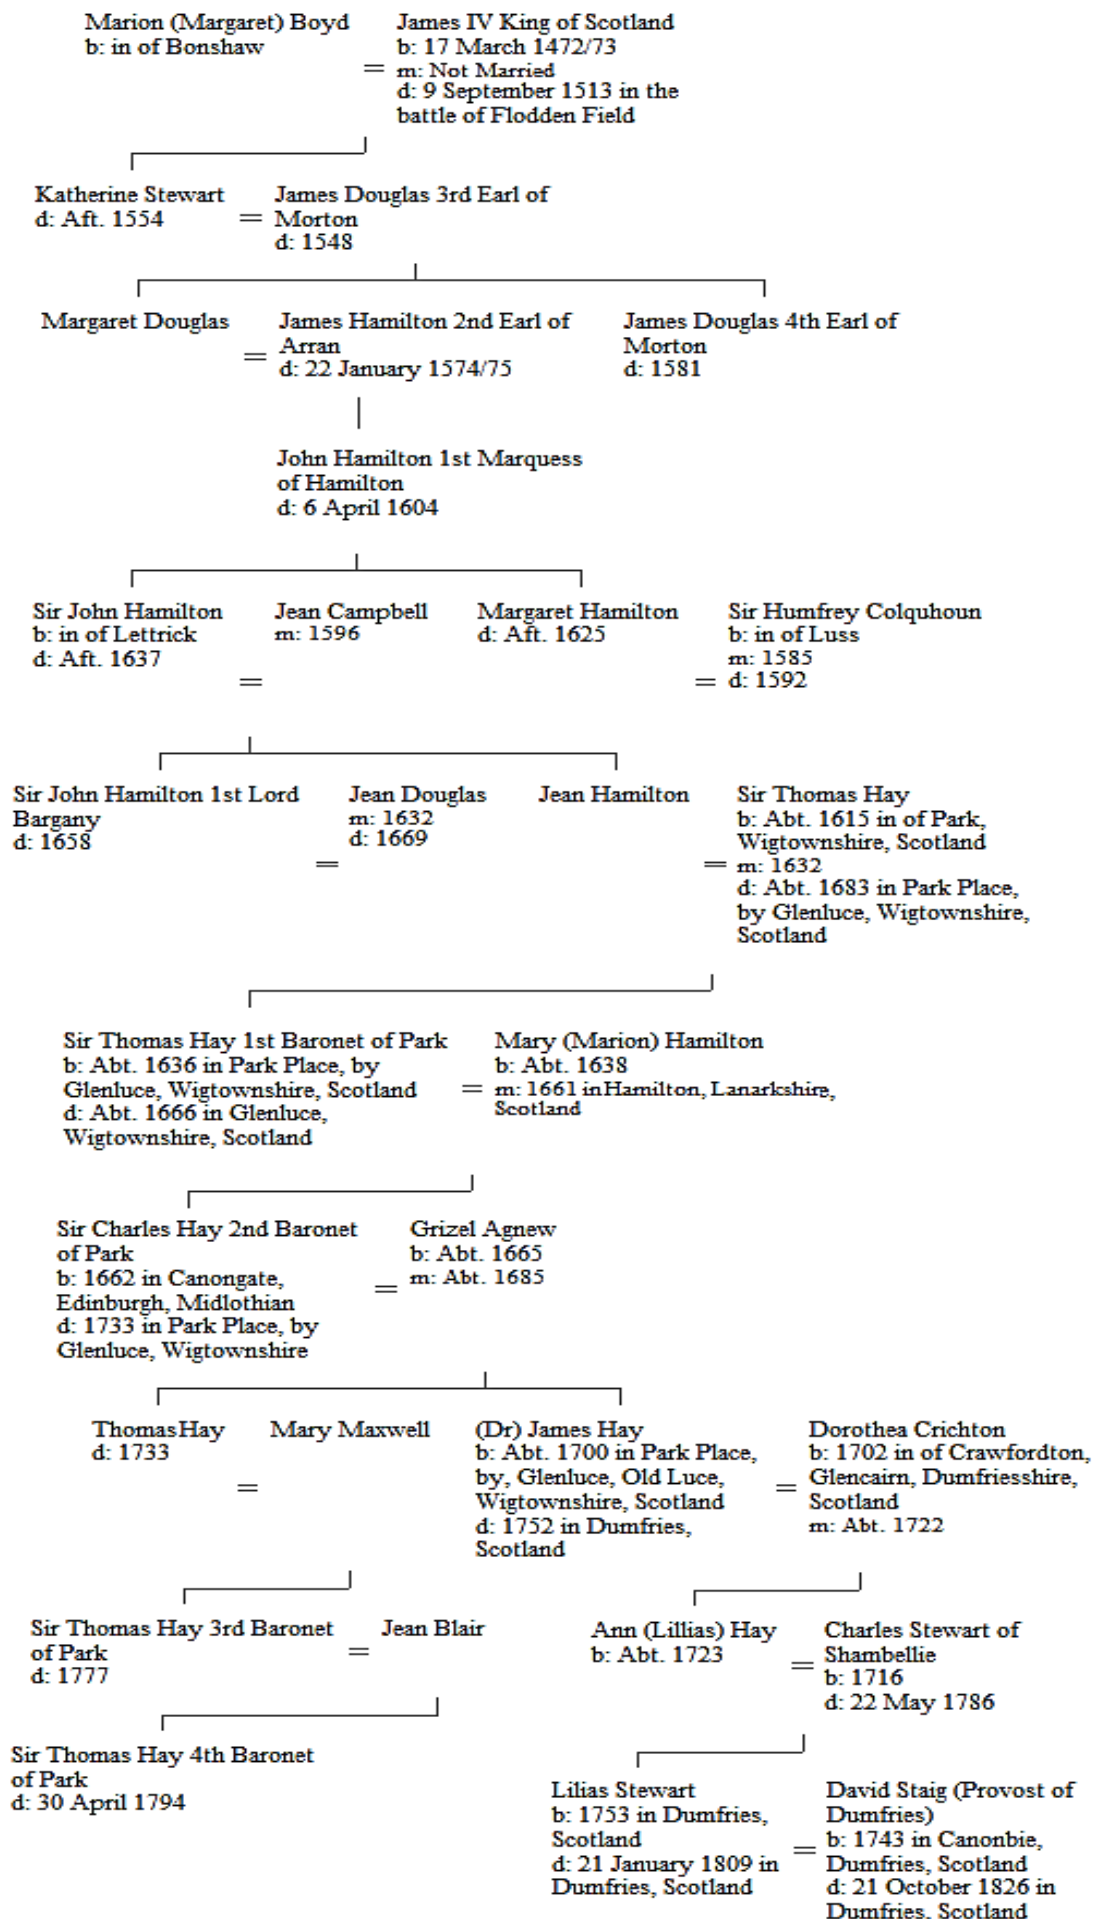 Marion (Margaret) Boyd
b: in of Bonshaw
=
James IV King of Scotland
b: 17 March 1472/73
m: Not Married
d: 9 September 1513 in the
battle of Flodden Field
Katherine Stewart
d: Aft. 1554
=
James Douglas 3rd Earl of
Morton
d: 1548
Margaret Douglas
=
James Hamilton 2nd Earl of
Arran
d: 22 January 1574/75
James Douglas 4th Earl of
Morton
d: 1581
John Hamilton 1st Marquess
of Hamilton
d: 6 April 1604
Sir John Hamilton
b: in of Lettrick
d: Aft. 1637
=
Jean Campbell
m: 1596
Margaret Hamilton
d: Aft. 1625
=
Sir Humfrey Colquhoun
b: in of Luss
m: 1585
d: 1592
Sir John Hamilton 1st Lord
Bargany
d: 1658
=
Jean Douglas
m: 1632
d: 1669
Jean Hamilton
=
Sir Thomas Hay
b: Abt. 1615 in of Park,
Wigtownshire, Scotland
m: 1632
d: Abt. 1683 in Park Place,
by Glenluce, Wigtownshire,
Scotland
Sir Thomas Hay 1st Baronet of Park
b: Abt. 1636 in Park Place, by
Glenluce, Wigtownshire, Scotland
d: Abt. 1666 in Glenluce,
Wigtownshire, Scotland
=
Mary (Marion) Hamilton
b: Abt. 1638
m: 1661 in Hamilton, Lanarkshire,
Scotland
Sir Charles Hay 2nd Baronet
of Park
b: 1662 in Canongate,
Edinburgh, Midlothian
d: 1733 in Park Place, by
Glenluce, Wigtownshire
=
Grizel Agnew
b: Abt. 1665
m: Abt. 1685
Thomas Hay
d: 1733
=
Mary Maxwell
(Dr) James Hay
b: Abt. 1700 in Park Place,
by, Glenluce, Old Luce,
Wigtownshire, Scotland
d: 1752 in Dumfries,
Scotland
=
Dorothea Crichton
b: 1702 in of Crawfordton,
Glencairn, Dumfriesshire,
Scotland
m: Abt. 1722
Sir Thomas Hay 3rd Baronet
of Park
d: 1777
=
Jean Blair
Ann (Lillias) Hay
b: Abt. 1723
=
Charles Stewart of
Shambellie
b: 1716
d: 22 May 1786
Sir Thomas Hay 4th Baronet
of Park
d: 30 April 1794
Lilias Stewart
b: 1753 in Dumfries,
Scotland
d: 21 January 1809 in
Dumfries, Scotland
=
David Staig (Provost of
Dumfries)
b: 1743 in Canonbie,
Dumfries, Scotland
d: 21 October 1826 in
Dumfries, Scotland